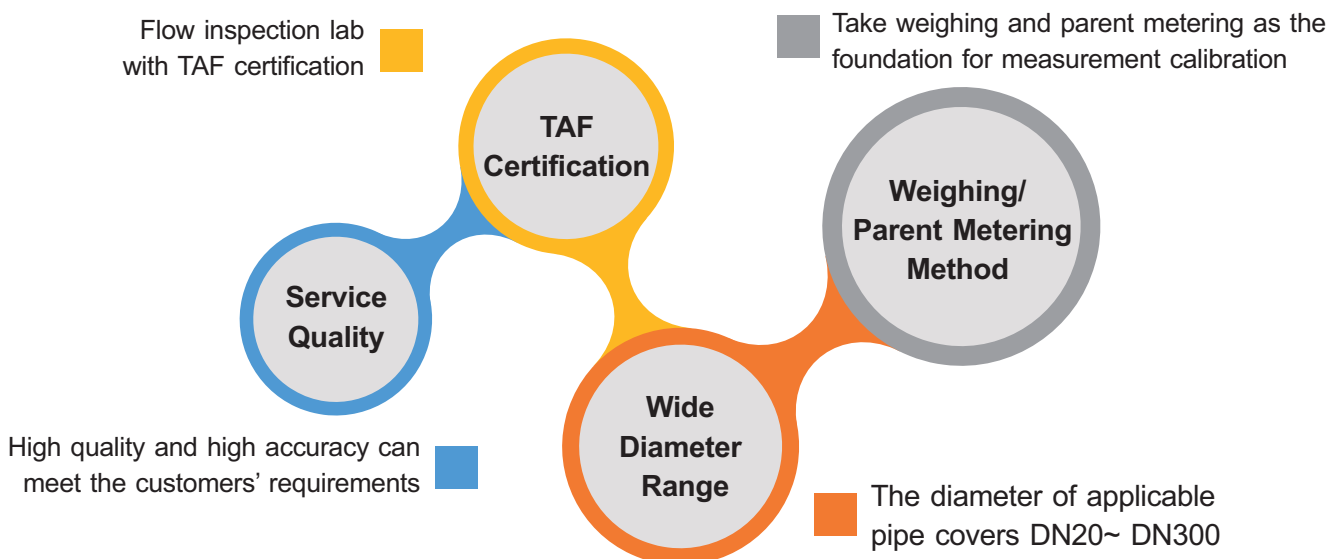 Flow inspection lab
with TAF certification
Take weighing and parent metering as the
foundation for measurement calibration
TAF
Certification
Weighing/
Parent Metering
Method
Service
Quality
Wide
Diameter
Range
High quality and high accuracy can
meet the customers’ requirements
The diameter of applicable
pipe covers DN20~ DN300